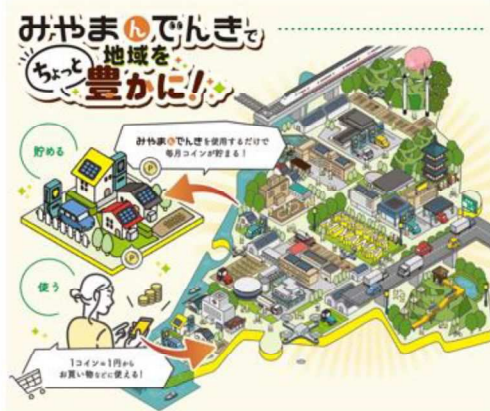 みやまんでんきで
ちょっと
地域を
豊かに!
貯める
みやまんでんきを使用するだけで
毎月コインが貯まる!
P
P
使う
1コイン=1円から
お買い物などに使える!